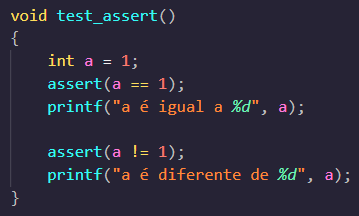 void test_assert()
{
    int a = 1;
    assert(a == 1);
    printf("a é igual a %d", a);

    assert(a != 1);
    printf("a é diferente de %d", a);
}